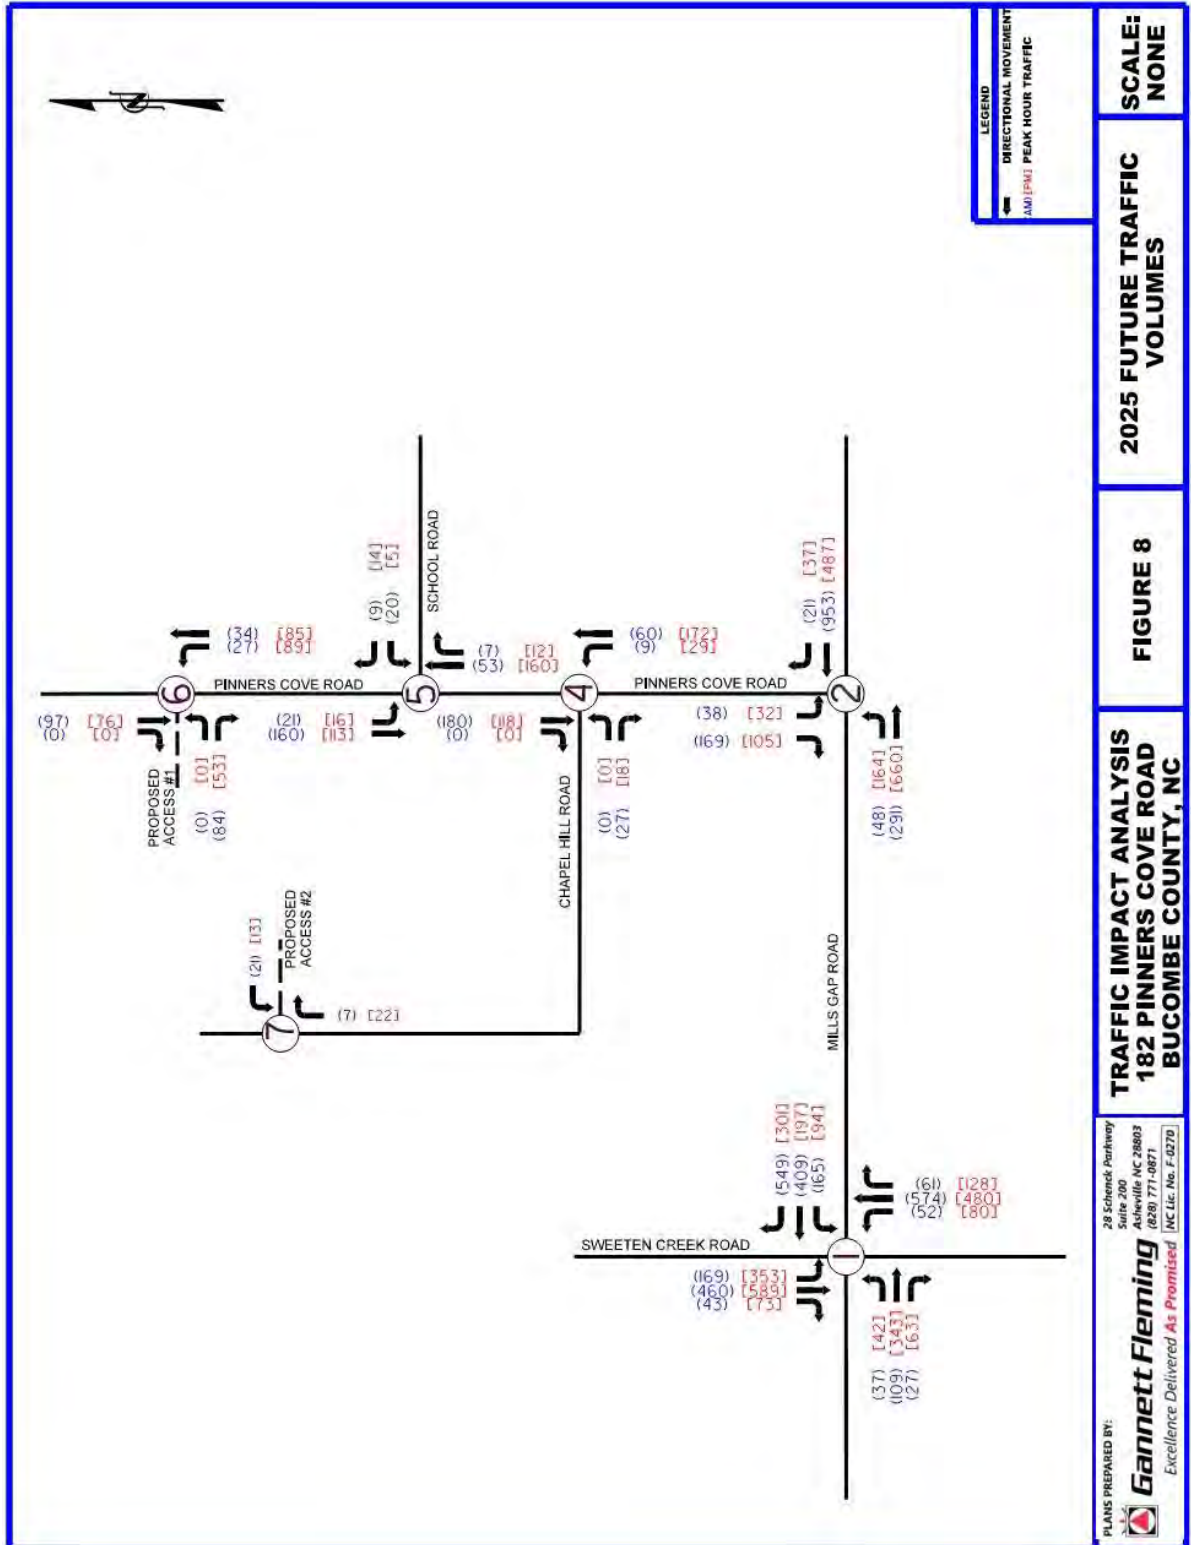 LEGEND
DIRECTIONAL MOVEMENT
(AM)[PM] PEAK HOUR TRAFFIC
N
(97) [76]
(0) [0]
PROPOSED
ACCESS #1
(0) [0]
(84) [53]
6
(34) [85]
(27) [89]
PINNERS COVE ROAD
(21) [16]
(160) [113]
5
(9) [14]
(20) [5]
SCHOOL ROAD
(7) [12]
(53) [160]
(180) [118]
(0) [0]
4
(60) [172]
(9) [29]
CHAPEL HILL ROAD
(0) [0]
(27) [18]
PINNERS COVE ROAD
(21) [13]
PROPOSED
ACCESS #2
7
(7) [22]
(38) [32]
(169) [105]
2
(21) [37]
(953) [487]
(48) [164]
(291) [660]
MILLS GAP ROAD
(549) [301]
(409) [197]
(165) [94]
SWEETEN CREEK ROAD
(169) [353]
(460) [589]
(43) [73]
1
(61) [128]
(574) [480]
(52) [80]
(37) [42]
(109) [343]
(27) [63]
PLANS PREPARED BY:
Gannett Fleming
Excellence Delivered As Promised
28 Schenck Parkway
Suite 200
Asheville NC 28803
(828) 771-0871
NC Lic. No. F-0270
TRAFFIC IMPACT ANALYSIS
182 PINNERS COVE ROAD
BUCOMBE COUNTY, NC
FIGURE 8
2025 FUTURE TRAFFIC
VOLUMES
SCALE:
NONE